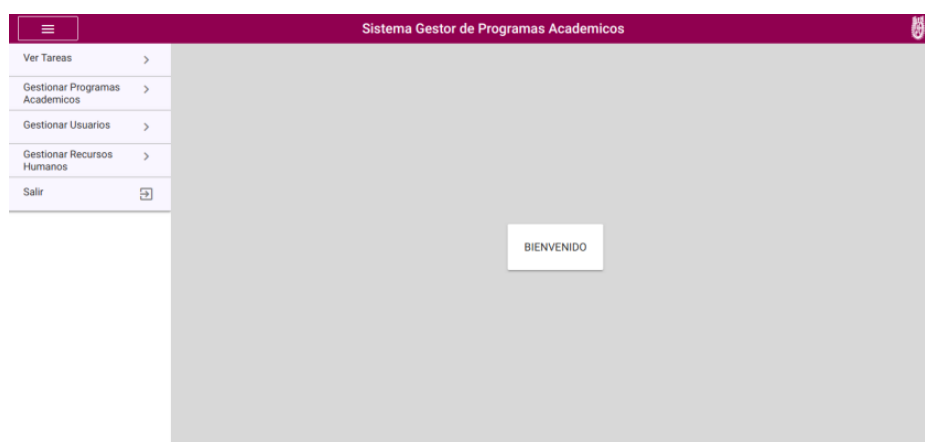 Sistema Gestor de Programas Academicos
Ver Tareas
Gestionar Programas
Academicos
Gestionar Usuarios
Gestionar Recursos
Humanos
Salir
BIENVENIDO